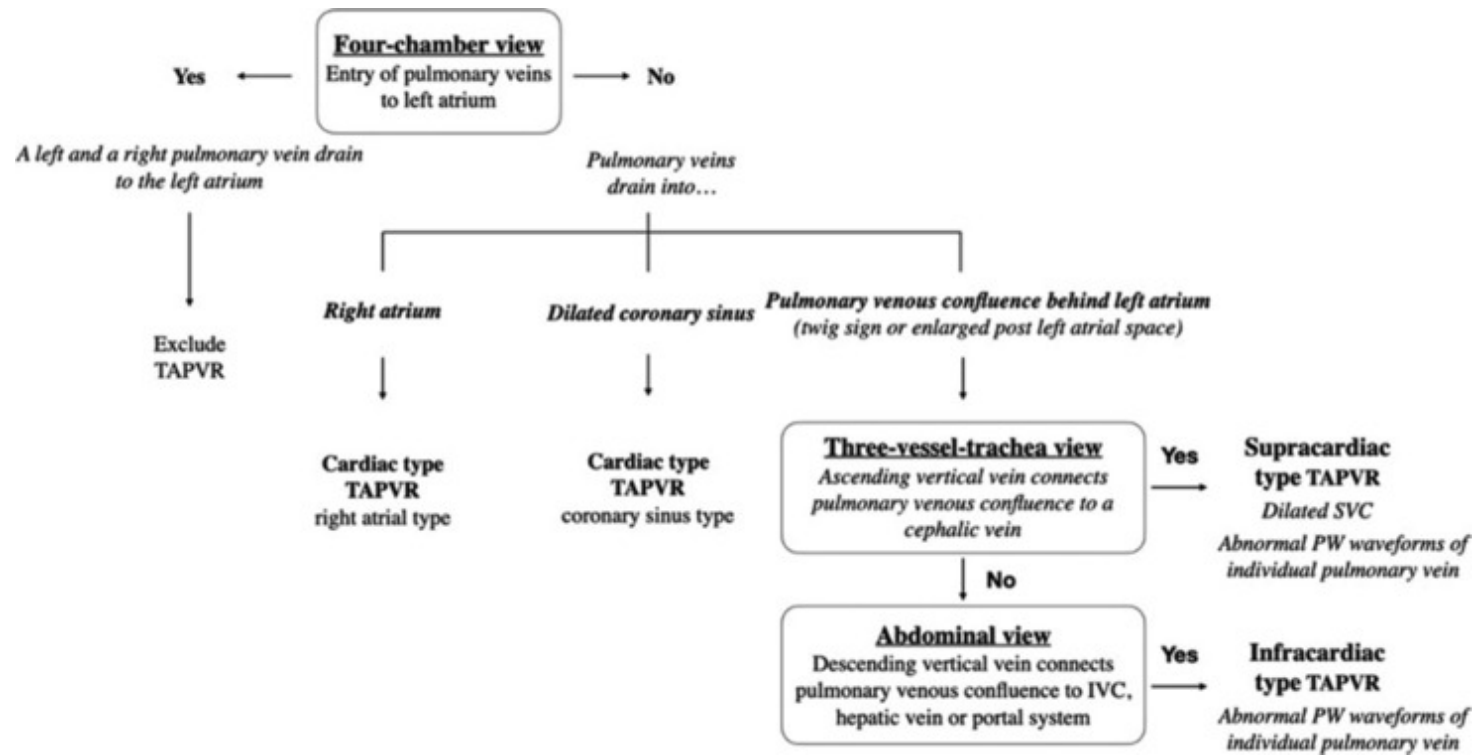 Four-chamber view
Entry of pulmonary veins
to left atrium
Yes
No
A left and a right pulmonary vein drain
to the left atrium
Pulmonary veins
drain into…
Exclude
TAPVR
Right atrium
Dilated coronary sinus
Pulmonary venous confluence behind left atrium
(twig sign or enlarged post left atrial space)
Cardiac type
TAPVR
right atrial type
Cardiac type
TAPVR
coronary sinus type
Three-vessel-trachea view
Ascending vertical vein connects
pulmonary venous confluence to a
cephalic vein
Yes
Supracardiac
type TAPVR
Dilated SVC
Abnormal PW waveforms of
individual pulmonary vein
No
Abdominal view
Descending vertical vein connects
pulmonary venous confluence to IVC,
hepatic vein or portal system
Yes
Infracardiac
type TAPVR
Abnormal PW waveforms of
individual pulmonary vein